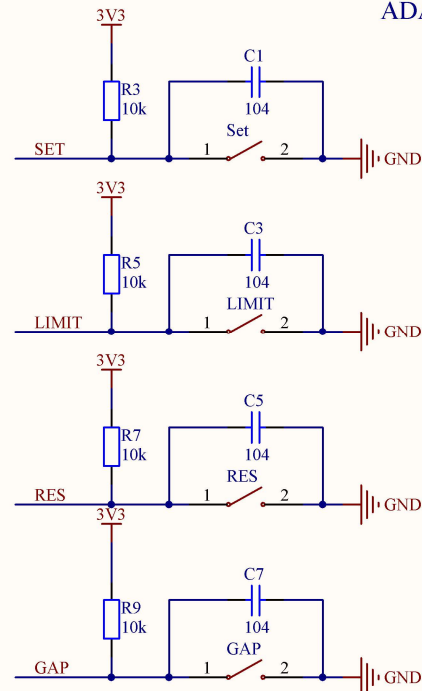 ADA
3V3
C1
R3
10k
104
Set
SET
1
2
GND
3V3
C3
R5
10k
104
LIMIT
LIMIT
1
2
GND
3V3
C5
R7
10k
104
RES
RES
1
2
GND
3V3
C7
R9
10k
104
GAP
GAP
1
2
GND